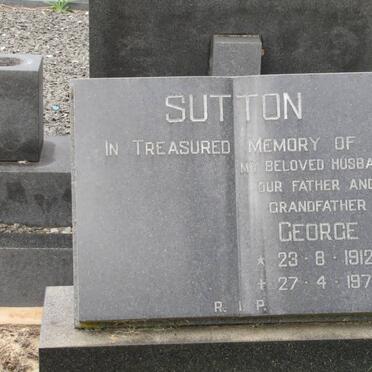 SUTTON
IN TREASURED MEMORY OF
MY BELOVED HUSBA
OUR FATHER AND
GRANDFATHER
GEORGE
* 23 · 8 · 1912
† 27 · 4 · 197
R. I. P.